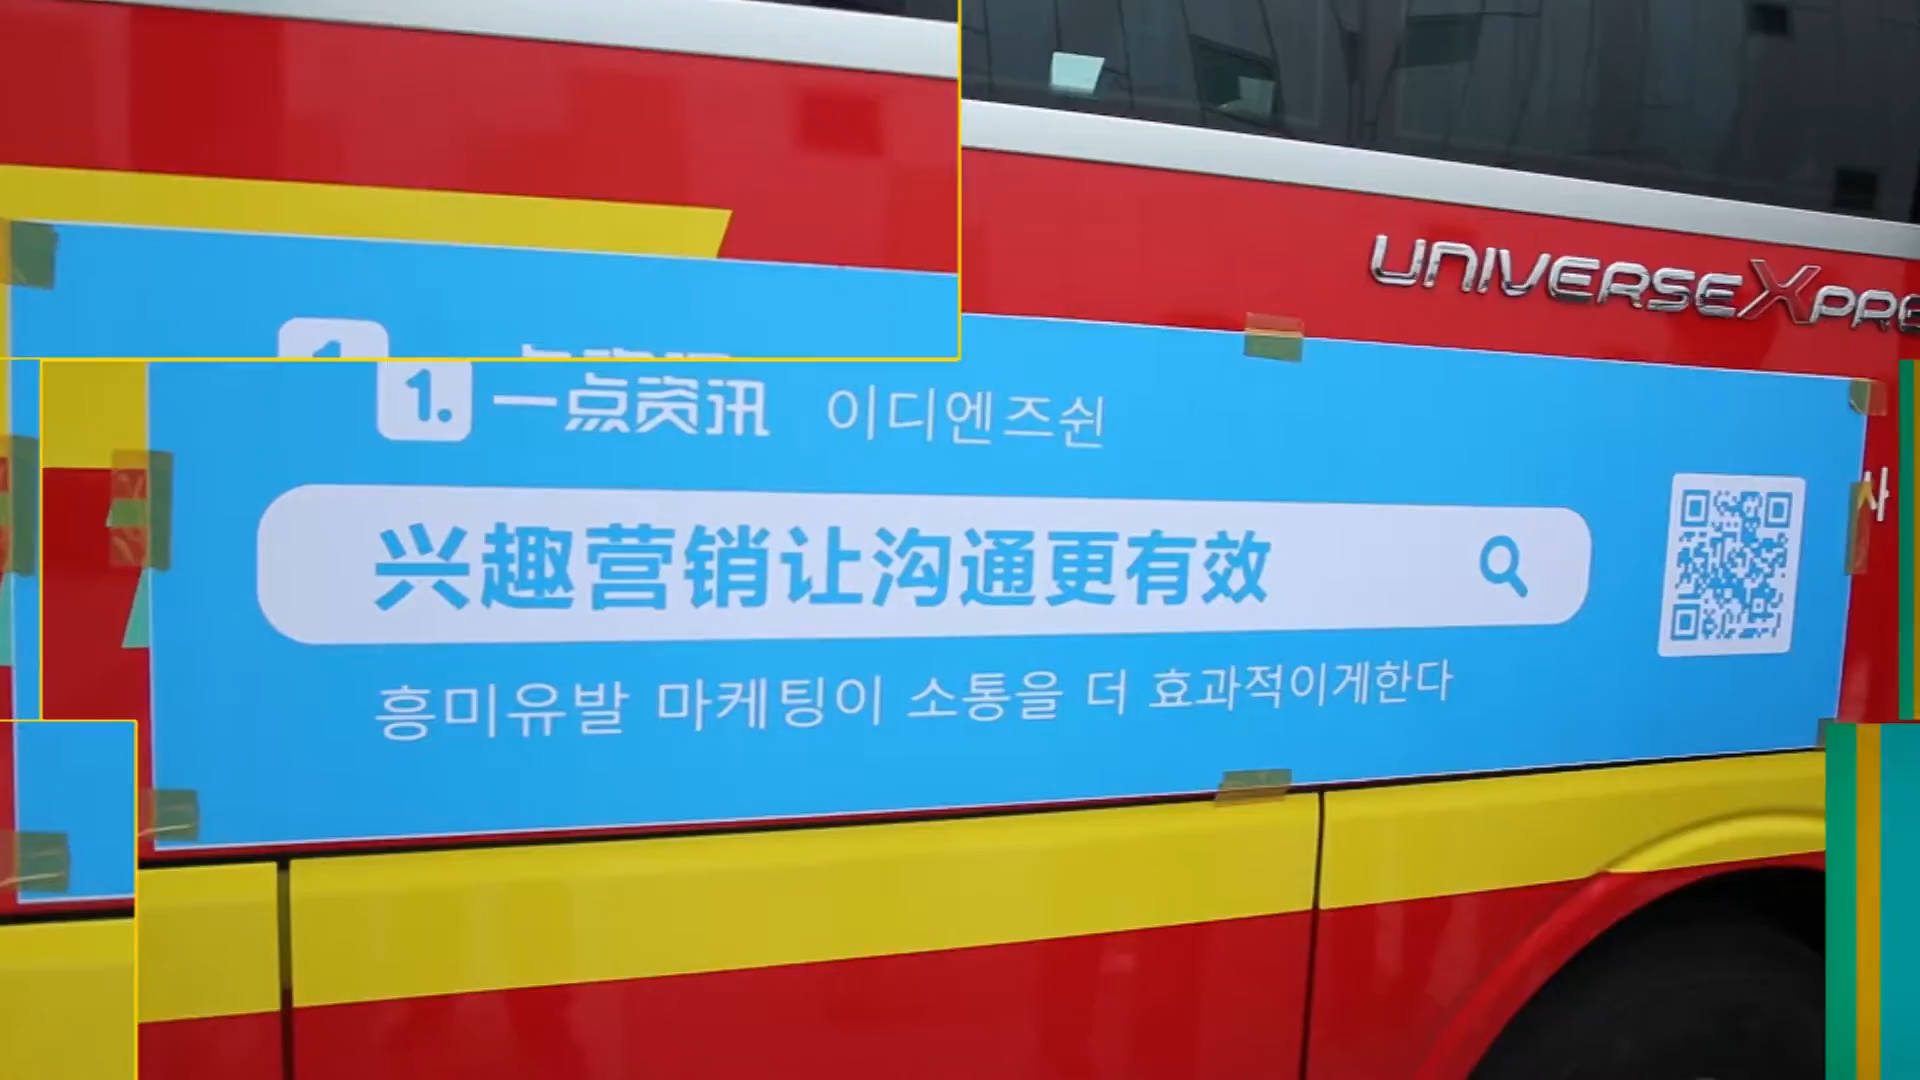 UNIVERSE XPRE
1. 一点资讯 이디엔즈쉰
兴趣营销让沟通更有效
흥미유발 마케팅이 소통을 더 효과적이게한다
사